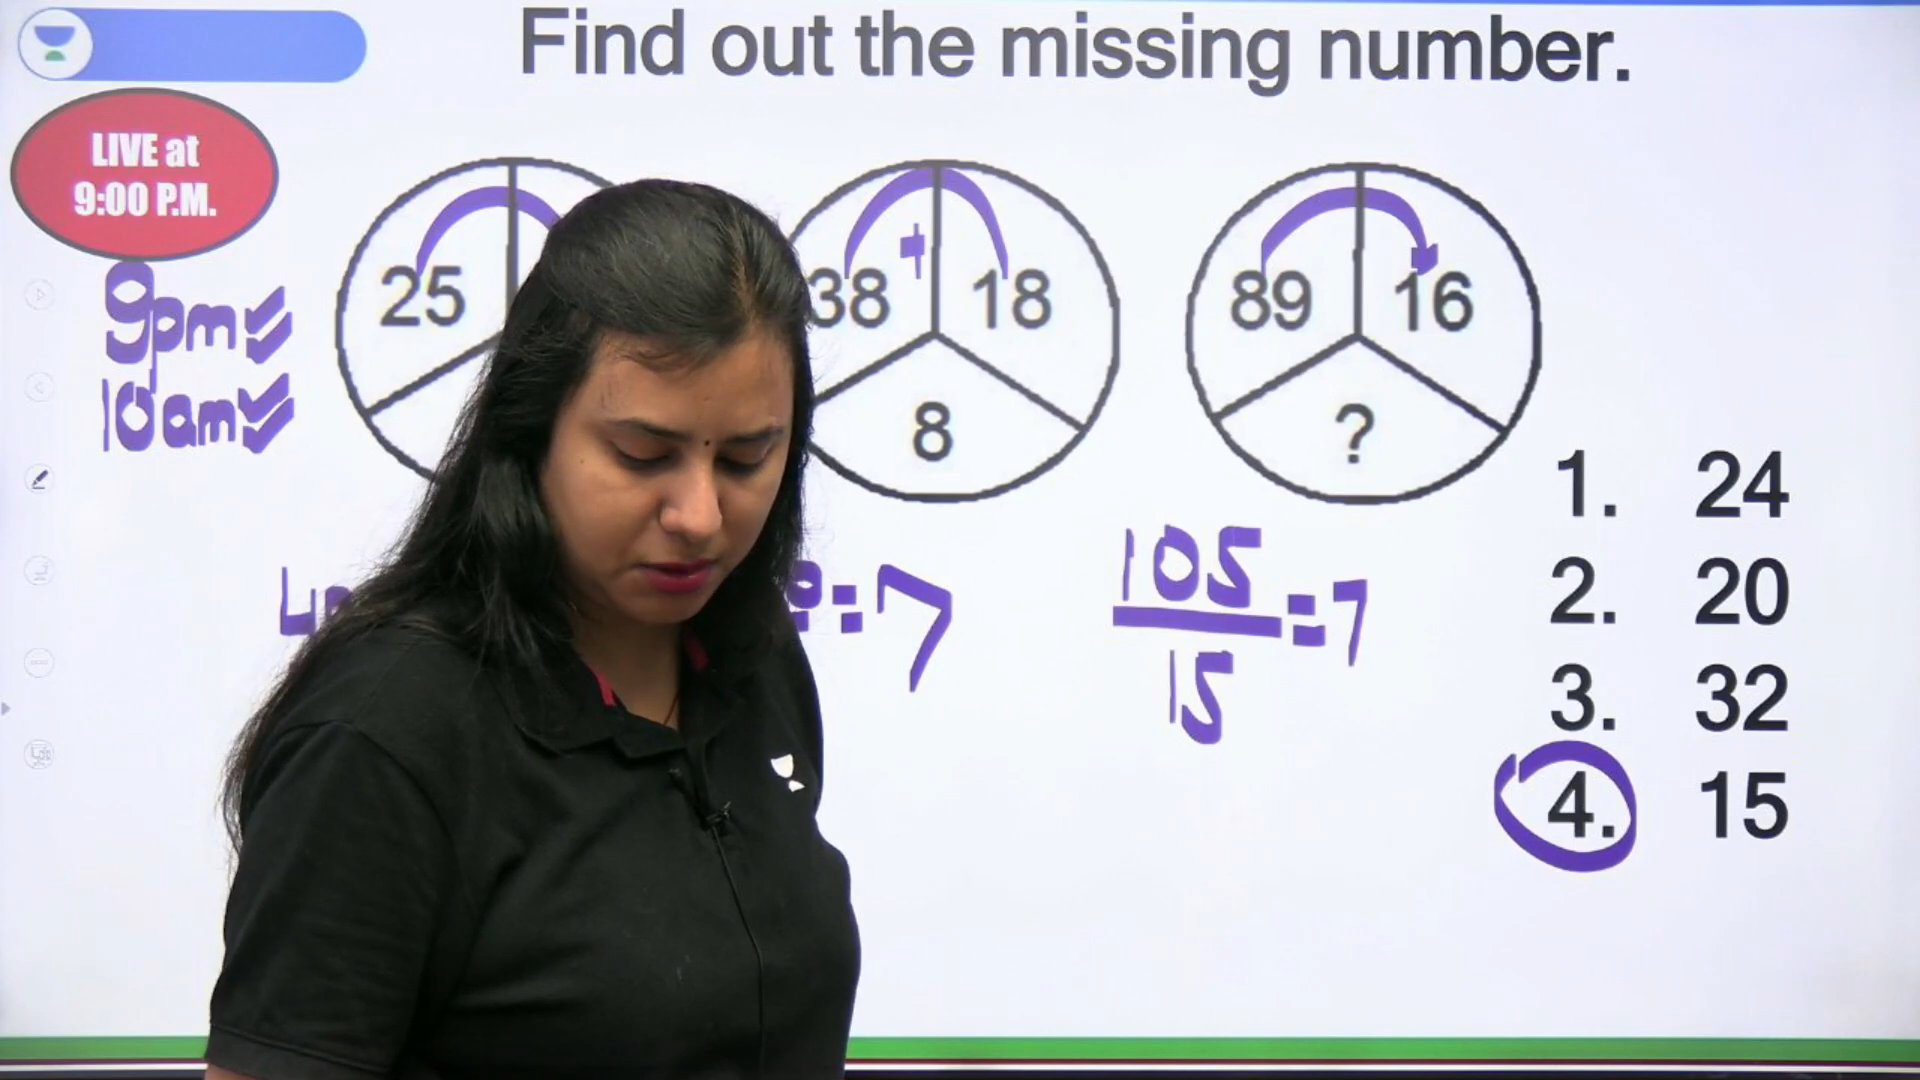 Find out the missing number.
LIVE at
9:00 P.M.
9pm
10am
25
38 + 18
8
89 16
?
= 7
105
15
= 7
1. 24
2. 20
3. 32
4. 15